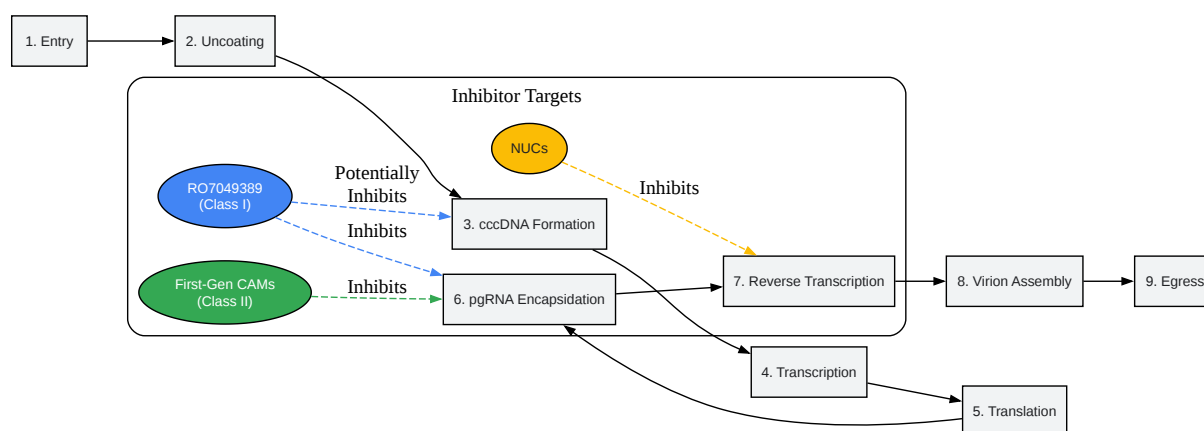 1. Entry
2. Uncoating
Inhibitor Targets
NUCs
Potentially
Inhibits
Inhibits
RO7049389
(Class I)
Inhibits
3. cccDNA Formation
First-Gen CAMs
(Class II)
Inhibits
6. pgRNA Encapsidation
7. Reverse Transcription
8. Virion Assembly
9. Egress
4. Transcription
5. Translation